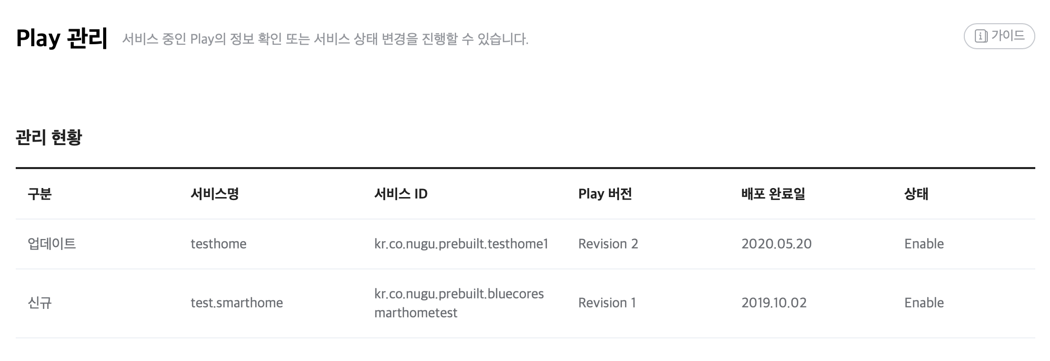 Play 관리 서비스 중인 Play의 정보 확인 또는 서비스 상태 변경을 진행할 수 있습니다. 가이드
관리 현황
구분 서비스명 서비스 ID Play 버전 배포 완료일 상태
업데이트 testhome kr.co.nugu.prebuilt.testhome1 Revision 2 2020.05.20 Enable
신규 test.smarthome kr.co.nugu.prebuilt.bluecores
marthometest Revision 1 2019.10.02 Enable